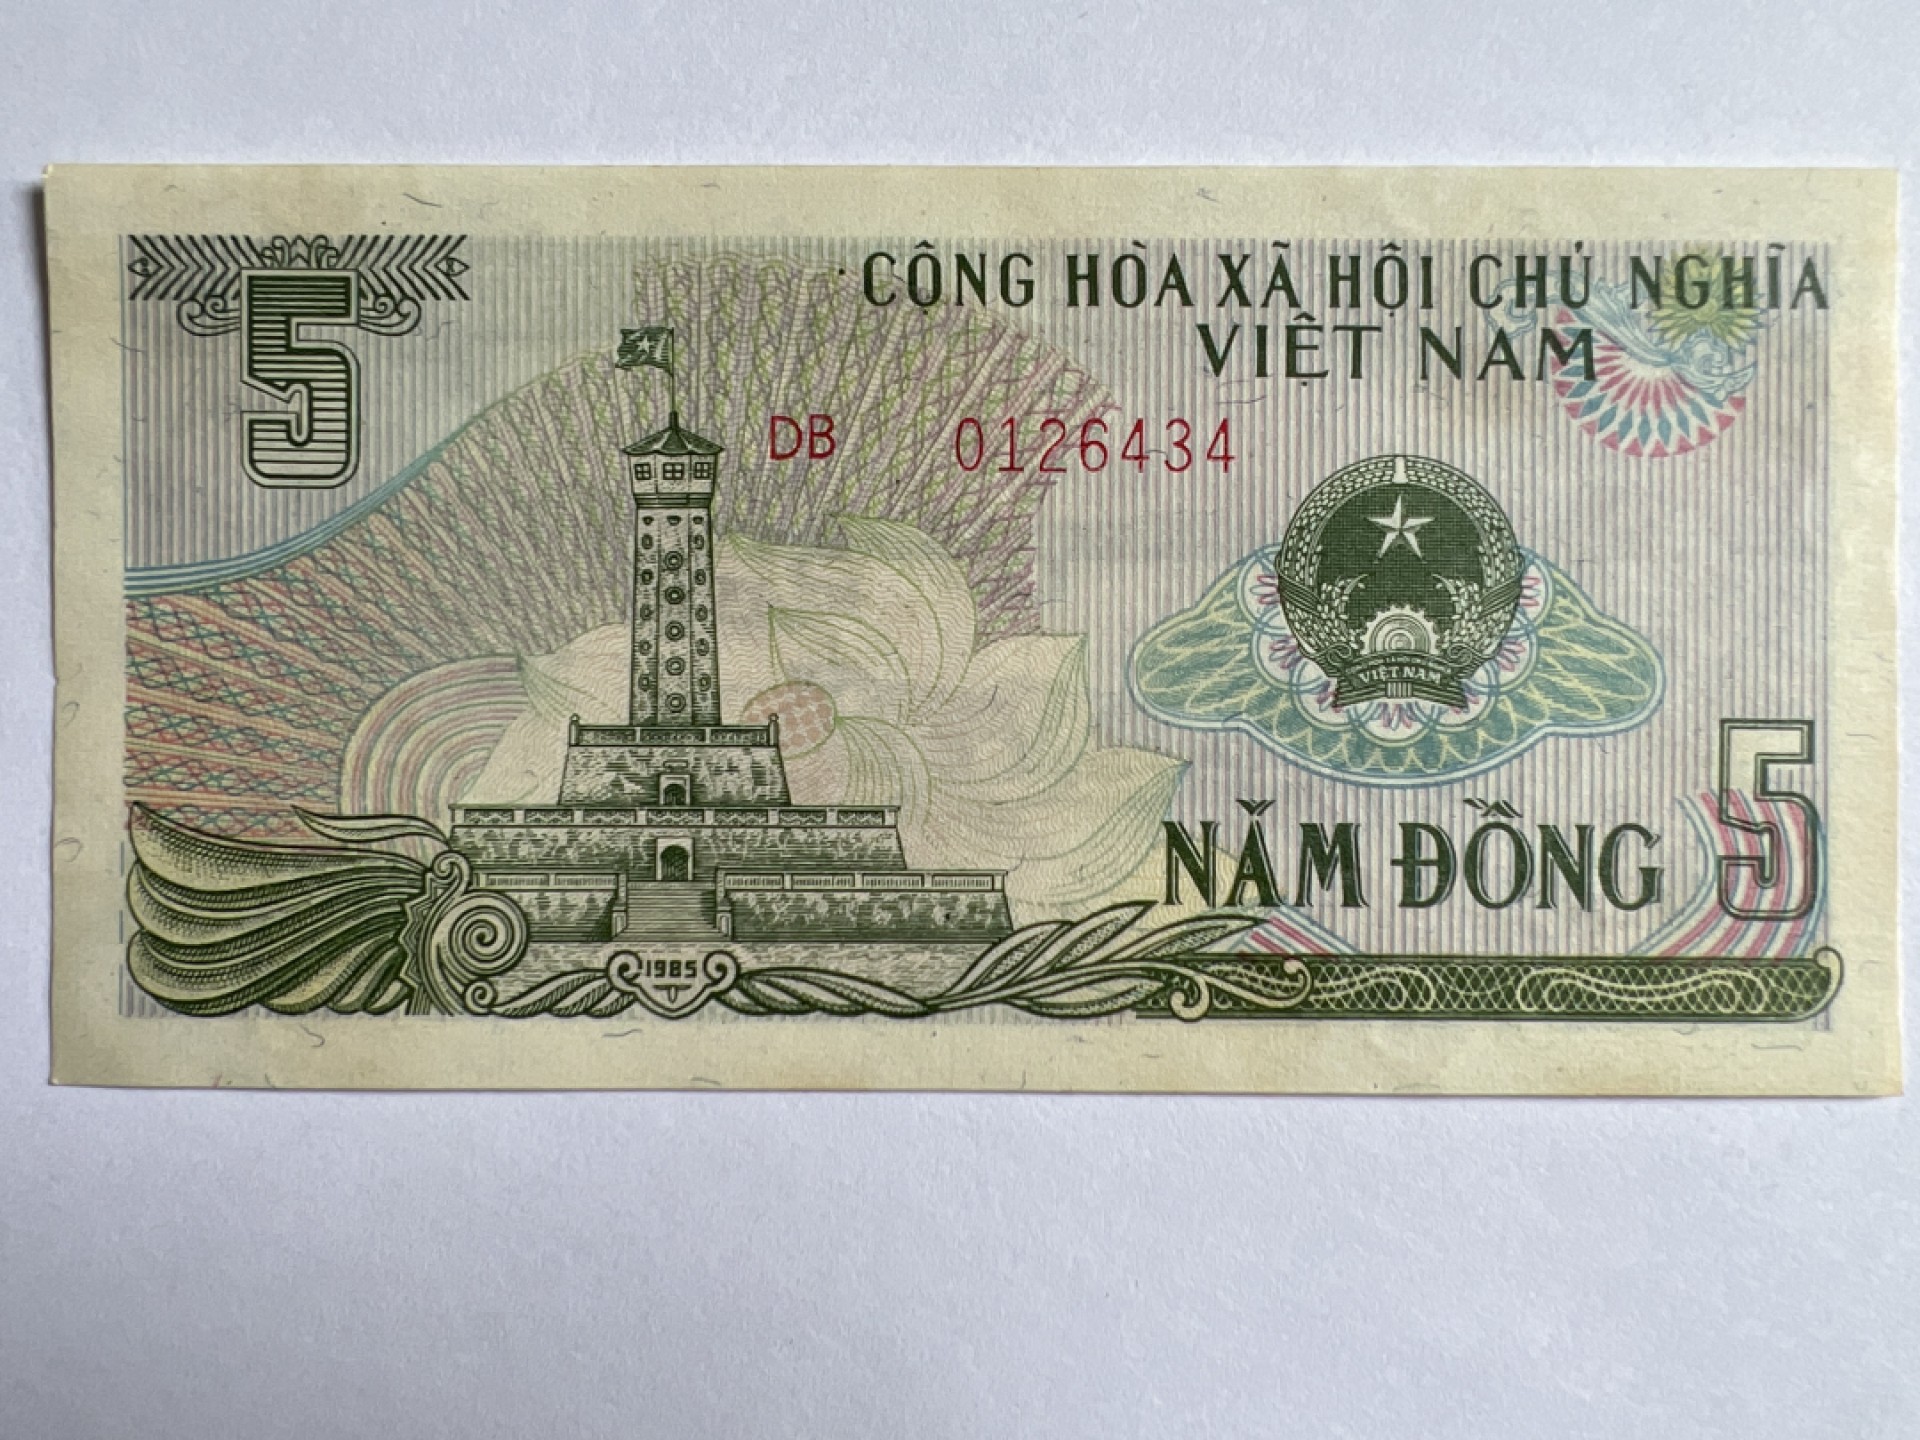 5
CỘNG HÒA XÃ HỘI CHỦ NGHĨA
VIỆT NAM
DB 0126434
VIỆT NAM
NĂM ĐỒNG 5
1985